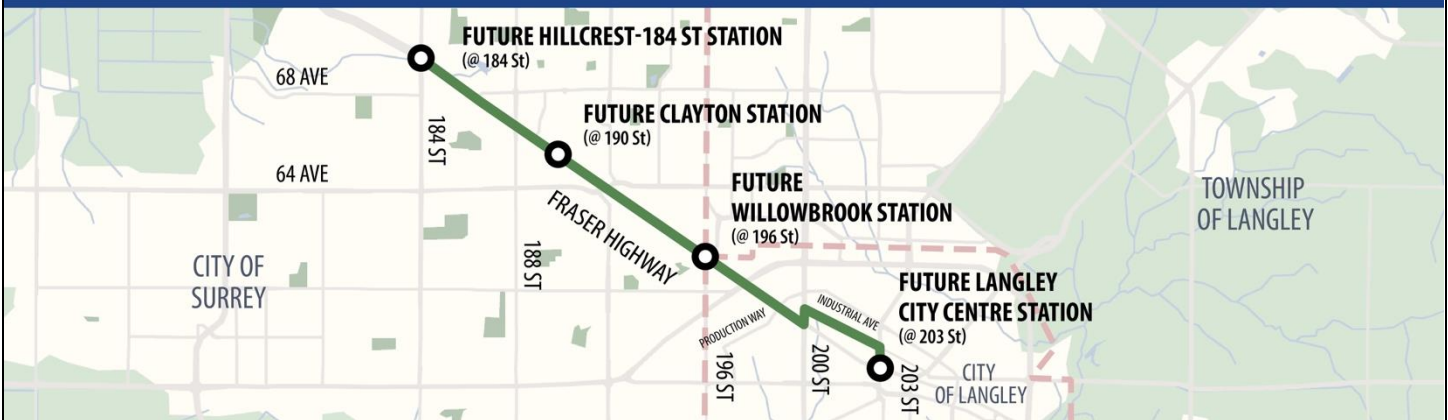 FUTURE HILLCREST-184 ST STATION
(@ 184 St)
68 AVE
FUTURE CLAYTON STATION
(@ 190 St)
184 ST
64 AVE
FUTURE
WILLOWBROOK STATION
(@ 196 St)
TOWNSHIP
OF LANGLEY
FRASER HIGHWAY
188 ST
CITY OF
SURREY
FUTURE LANGLEY
CITY CENTRE STATION
(@ 203 St)
INDUSTRIAL AVE
PRODUCTION WAY
196 ST
200 ST
203 ST
CITY
OF LANGLEY